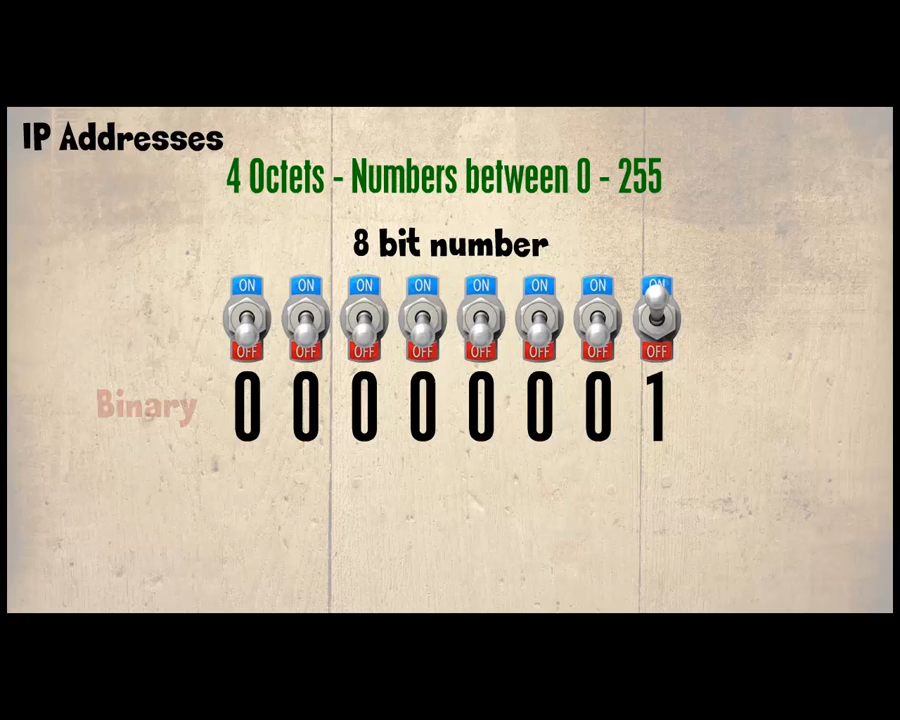 IP Addresses
4 Octets - Numbers between 0 - 255
8 bit number
ON ON ON ON ON ON ON ON
OFF OFF OFF OFF OFF OFF OFF OFF
Binary 0 0 0 0 0 0 0 1